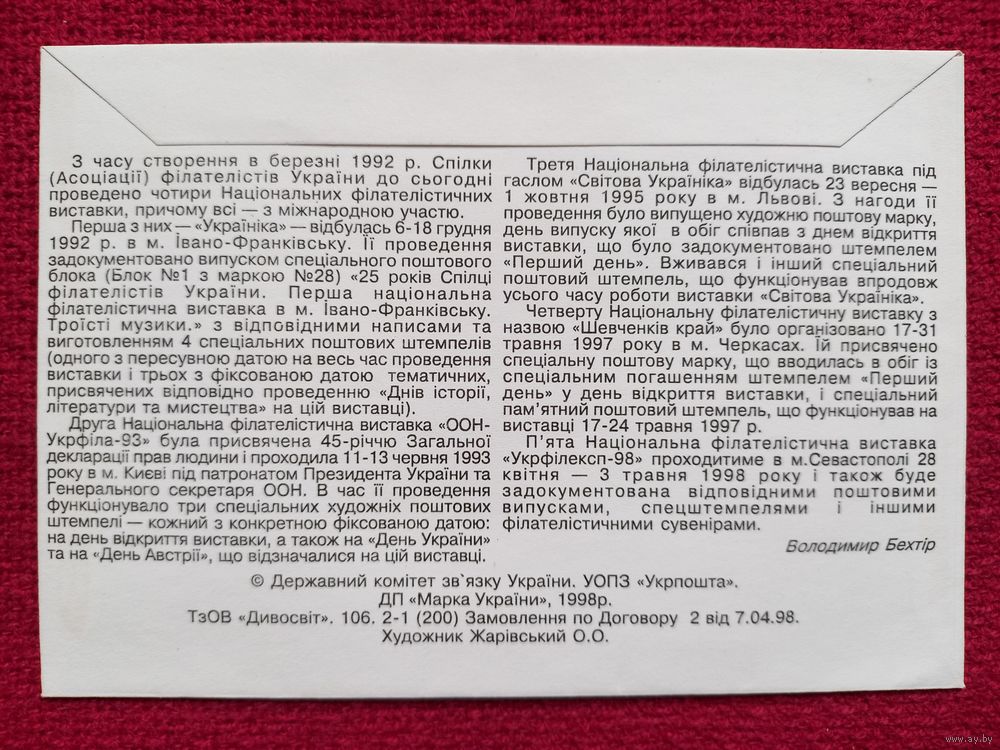 З часу створення в березні 1992 р. Спілки
(Асоціації) філателістів України до сьогодні
проведено чотири Національних філателістичних
виставки, причому всі — з міжнародною участю.
Перша з них — «Україніка» — відбулась 6-18 грудня
1992 р. в м. Івано-Франківську. Її проведення
задокументовано випуском спеціального поштового
блока (Блок №1 з маркою №28) «25 років Спілці
філателістів України. Перша національна
філателістична виставка в м. Івано-Франківську.
Троїсті музики.» з відповідними написами та
виготовленням 4 спеціальних поштових штемпелів
(одного з пересувною датою на весь час проведення
виставки і трьох з фіксованою датою тематичних,
присвячених відповідно проведенню «Днів історії,
літератури та мистецтва» на цій виставці).
Друга Національна філателістична виставка «ООН-
Укрфіла-93» була присвячена 45-річчю Загальної
декларації прав людини і проходила 11-13 червня 1993
року в м. Києві під патронатом Президента України та
Генерального секретаря ООН. В час її проведення
функціонувало три спеціальних художніх поштових
штемпелі — кожний з конкретною фіксованою датою:
на день відкриття виставки, а також на «День України»
та на «День Австрії», що відзначалися на цій виставці.
Третя Національна філателістична виставка під
гаслом «Світова Україніка» відбулась 23 вересня —
1 жовтня 1995 року в м. Львові. З нагоди її
проведення було випущено художню поштову марку,
день випуску якої в обіг співпав з днем відкриття
виставки, що було задокументовано штемпелем
«Перший день». Вживався і інший спеціальний
поштовий штемпель, що функціонував впродовж
усього часу роботи виставки «Світова Україніка».
Четверту Національну філателістичну виставку з
назвою «Шевченків край» було організовано 17-31
травня 1997 року в м. Черкасах. Їй присвячено
спеціальну поштову марку, що вводилась в обіг із
спеціальним погашенням штемпелем «Перший
день» у день відкриття виставки, і спеціальний
пам'ятний поштовий штемпель, що функціонував на
виставці 17-24 травня 1997 р.
П'ята Національна філателістична виставка
«Укрфілексп-98» проходитиме в м.Севастополі 28
квітня — 3 травня 1998 року і також буде
задокументована відповідними поштовими
випусками, спецштемпелями і іншими
філателістичними сувенірами.
Володимир Бехтір
© Державний комітет зв`язку України. УОПЗ «Укрпошта».
ДП «Марка України», 1998р.
ТзОВ «Дивосвіт». 106. 2-1 (200) Замовлення по Договору 2 від 7.04.98.
Художник Жарівський О.О.
www.ay.by